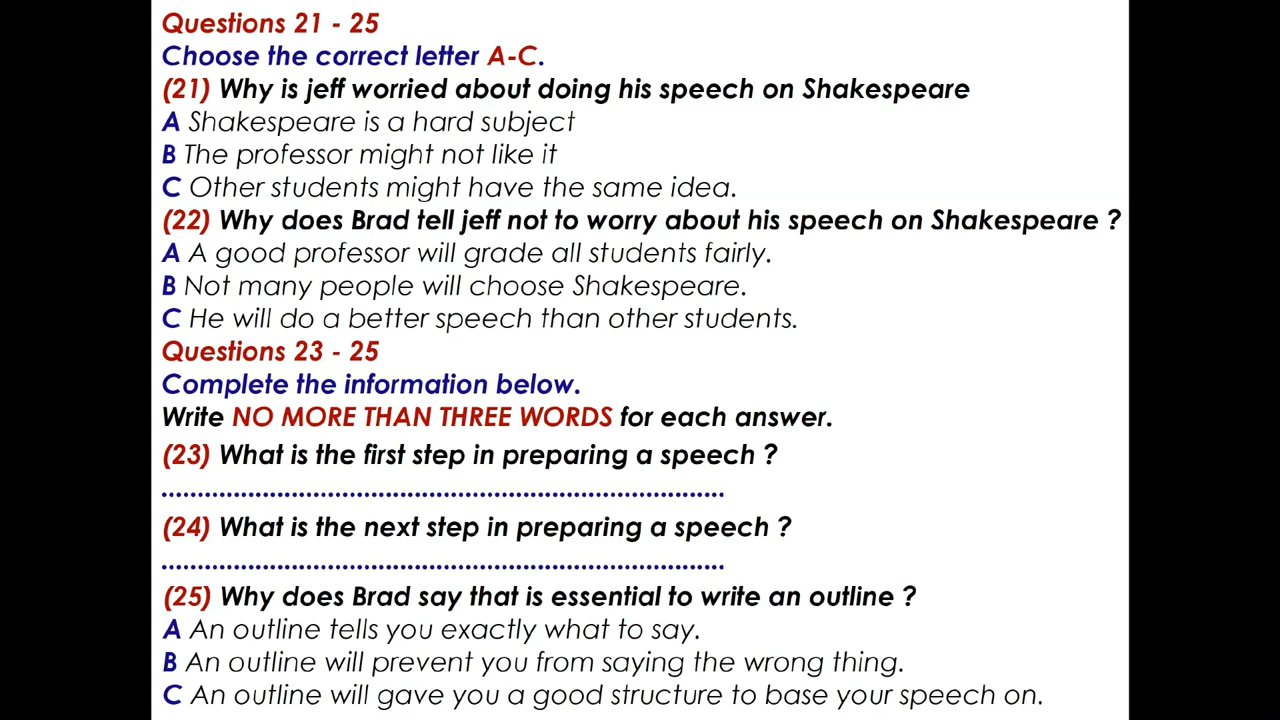 Questions 21 - 25
Choose the correct letter A-C.
(21) Why is jeff worried about doing his speech on Shakespeare
A Shakespeare is a hard subject
B The professor might not like it
C Other students might have the same idea.
(22) Why does Brad tell jeff not to worry about his speech on Shakespeare ?
A A good professor will grade all students fairly.
B Not many people will choose Shakespeare.
C He will do a better speech than other students.
Questions 23 - 25
Complete the information below.
Write NO MORE THAN THREE WORDS for each answer.
(23) What is the first step in preparing a speech ?
..............................................................................
(24) What is the next step in preparing a speech ?
..............................................................................
(25) Why does Brad say that is essential to write an outline ?
A An outline tells you exactly what to say.
B An outline will prevent you from saying the wrong thing.
C An outline will gave you a good structure to base your speech on.